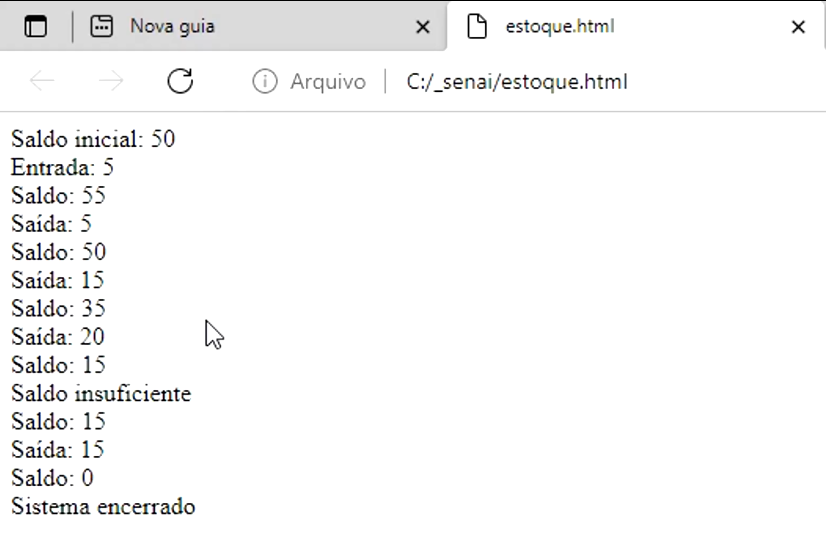 Nova guia
estoque.html
Arquivo
C:/_senai/estoque.html
Saldo inicial: 50
Entrada: 5
Saldo: 55
Saída: 5
Saldo: 50
Saída: 15
Saldo: 35
Saída: 20
Saldo: 15
Saldo insuficiente
Saldo: 15
Saída: 15
Saldo: 0
Sistema encerrado